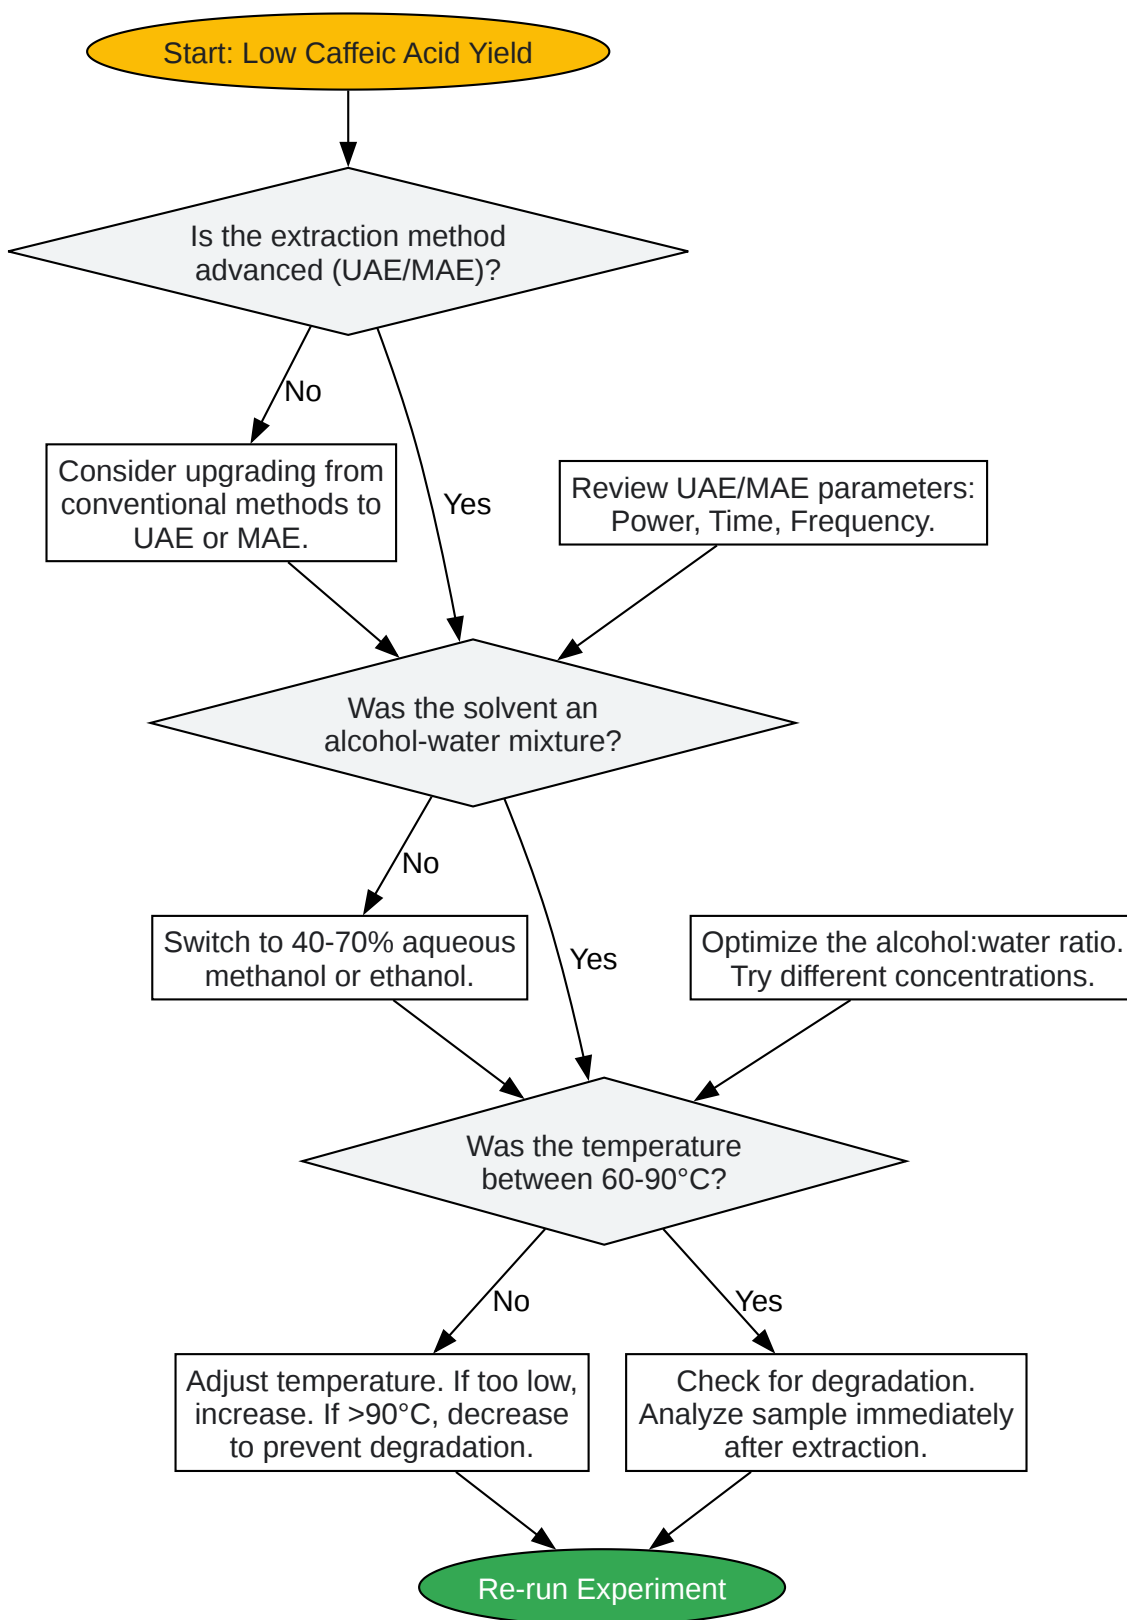 Start: Low Caffeic Acid Yield
Is the extraction method
advanced (UAE/MAE)?
No
Yes
Consider upgrading from
conventional methods to
UAE or MAE.
Review UAE/MAE parameters:
Power, Time, Frequency.
Was the solvent an
alcohol-water mixture?
No
Yes
Switch to 40-70% aqueous
methanol or ethanol.
Optimize the alcohol:water ratio.
Try different concentrations.
Was the temperature
between 60-90°C?
No
Yes
Adjust temperature. If too low,
increase. If >90°C, decrease
to prevent degradation.
Check for degradation.
Analyze sample immediately
after extraction.
Re-run Experiment